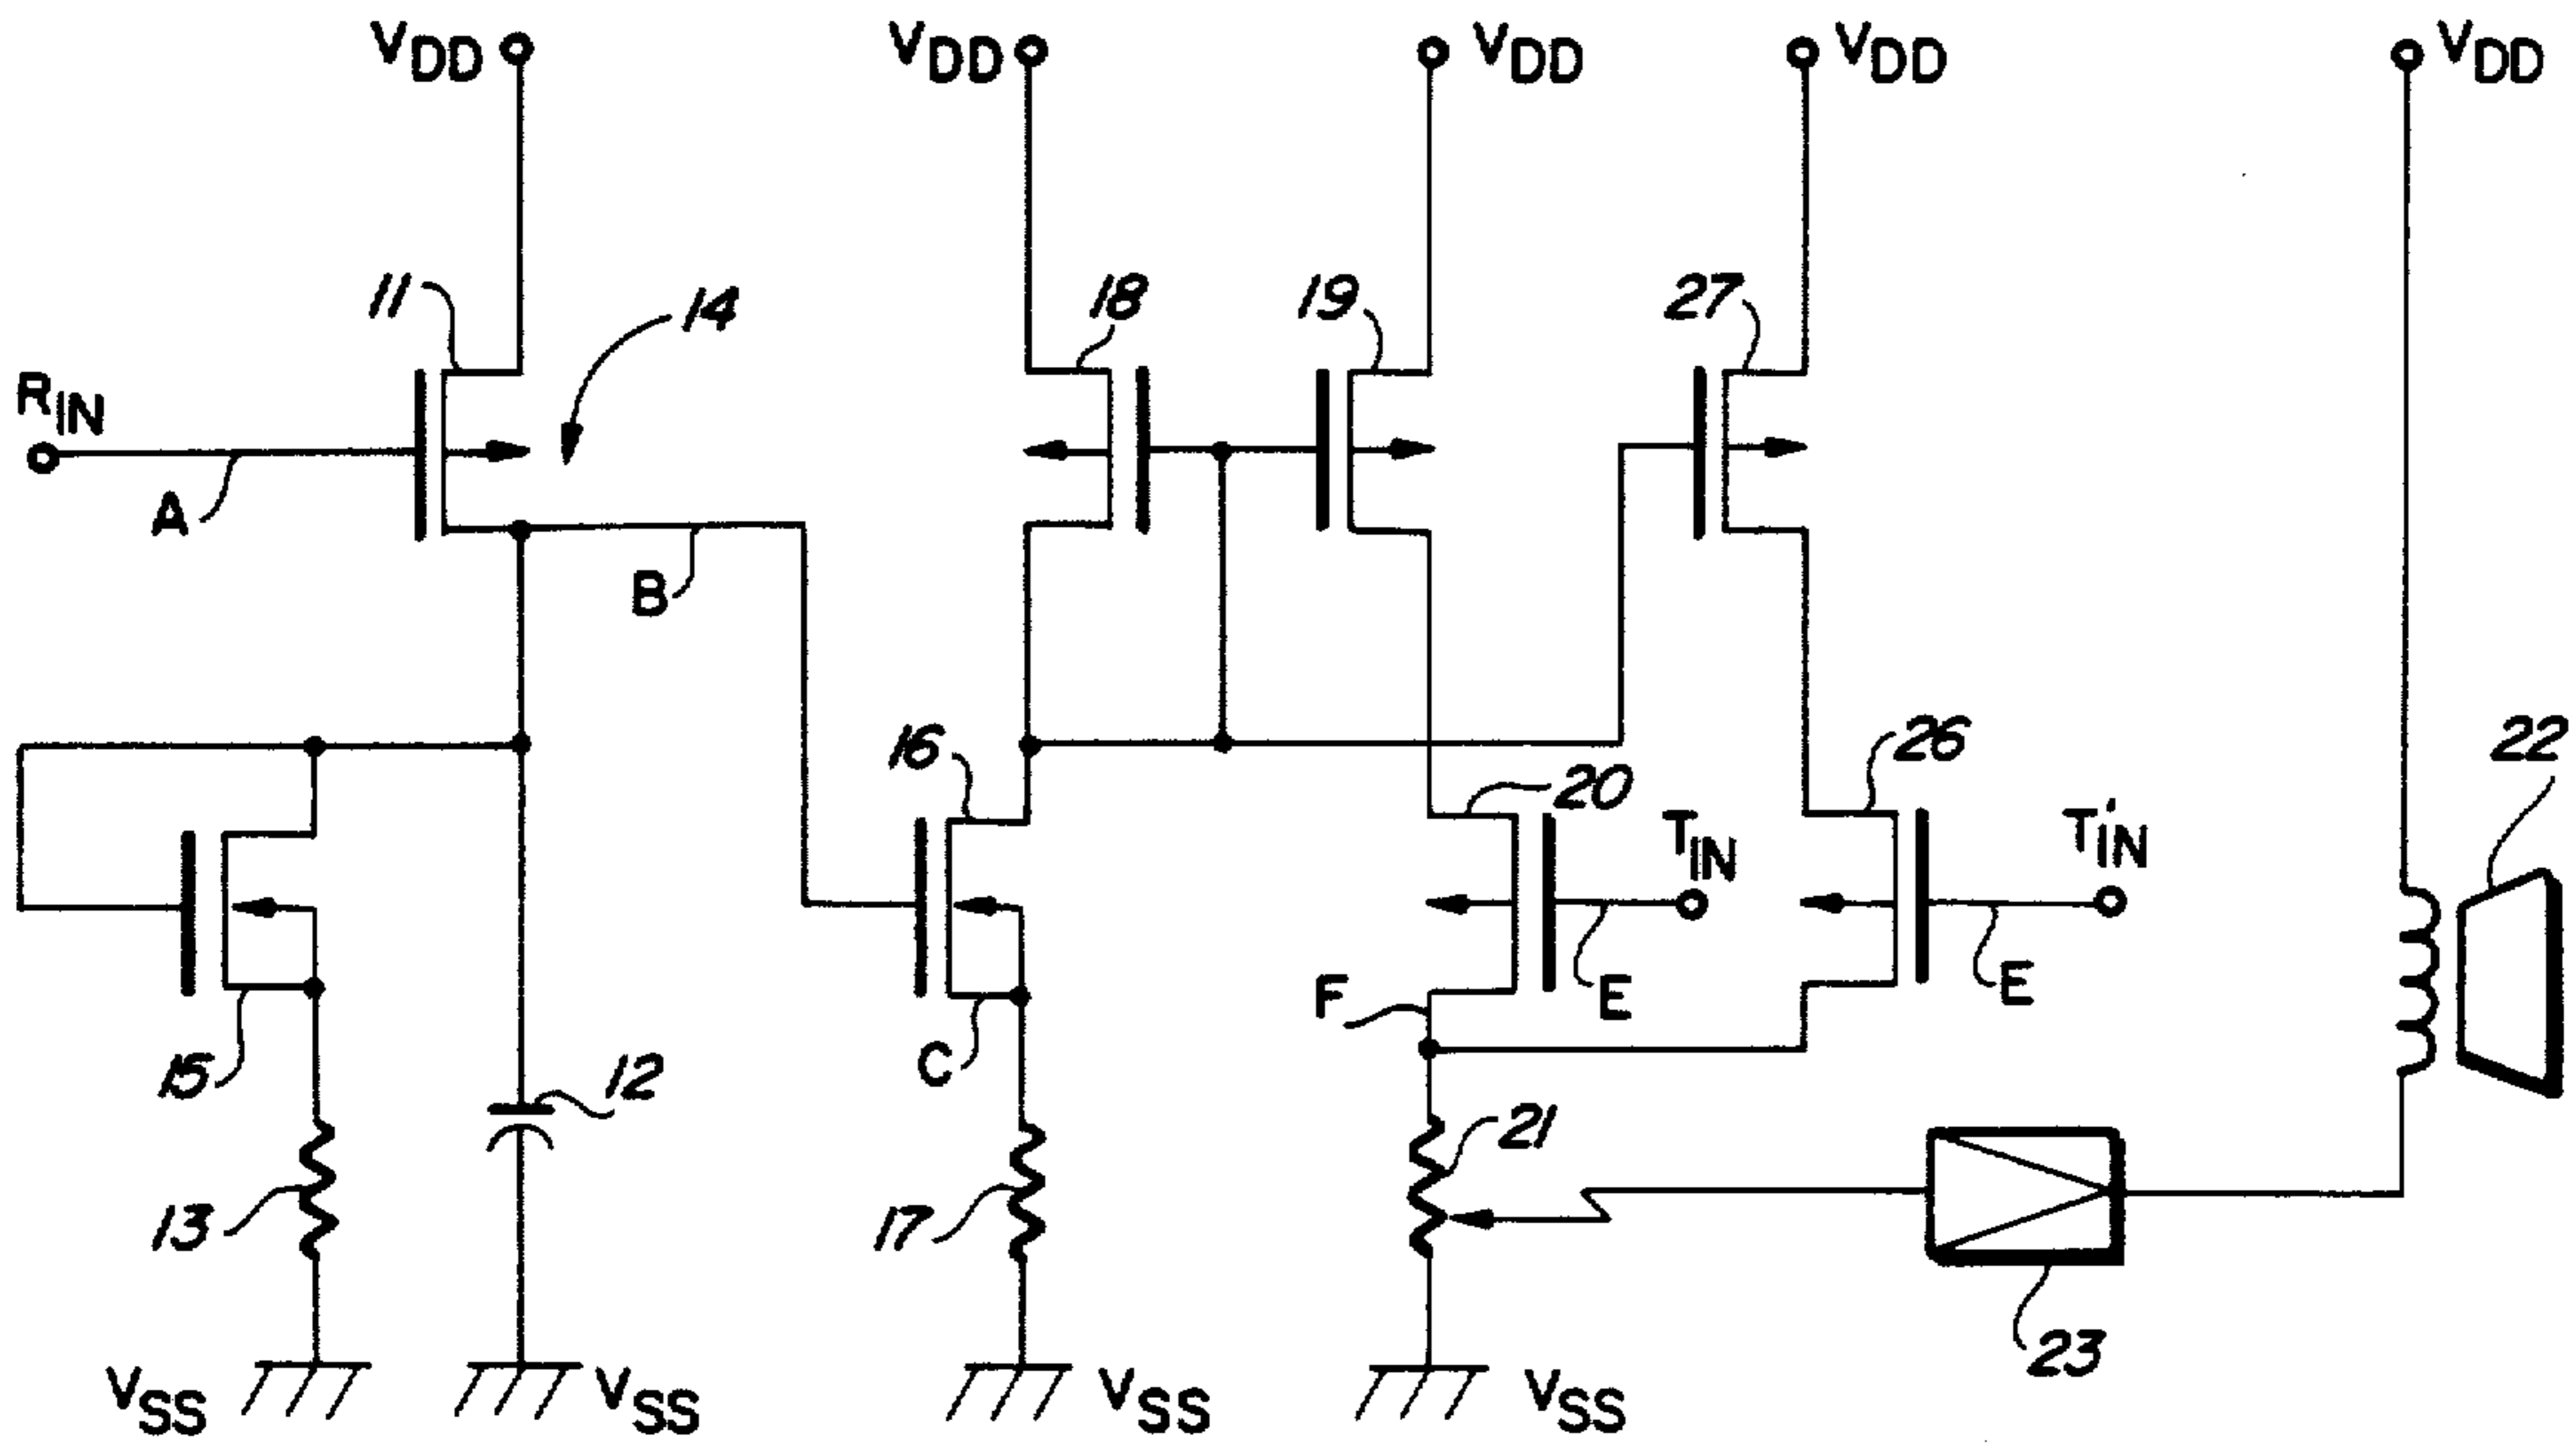 VDD VDD VDD VDD VDD
11 14 18 19 27
RIN
A
B
16 20 26 22
TIN T'IN
F E E
15 12 C
21
13 17
23
VSS VSS VSS VSS